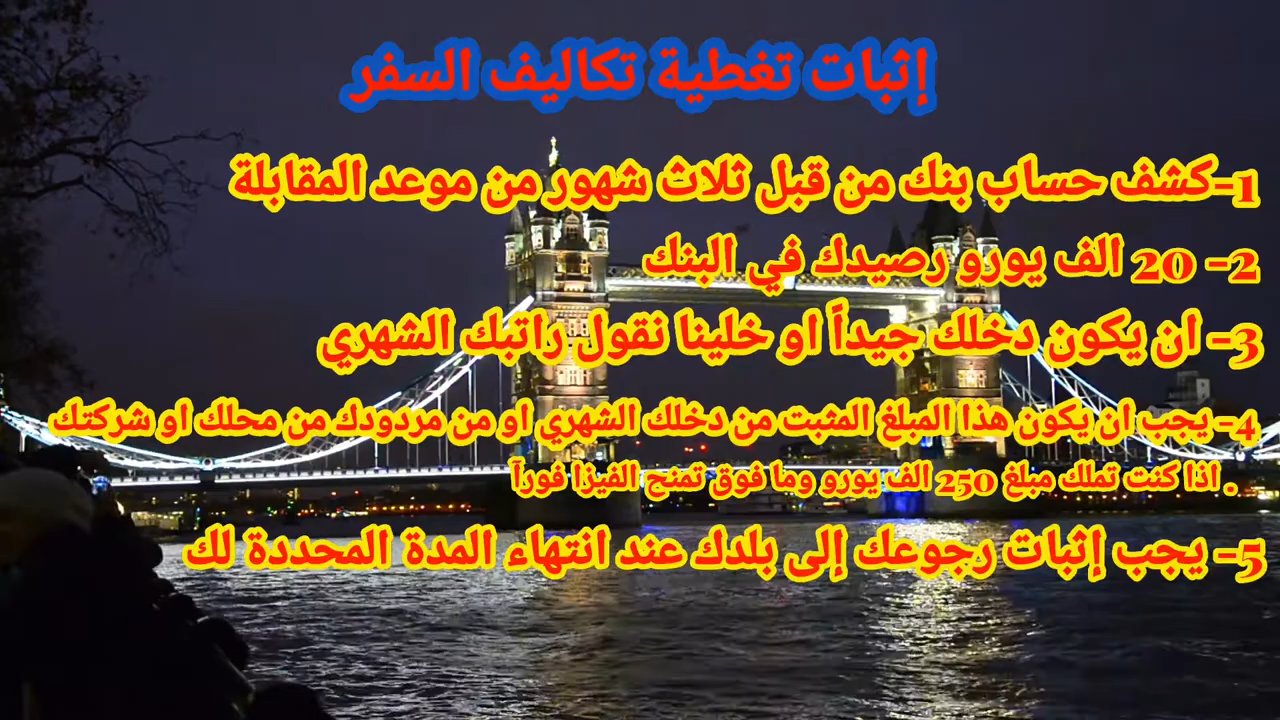 إثبات تغطية تكاليف السفر
1-كشف حساب بنك من قبل ثلاث شهور من موعد المقابلة
2- 20 الف يورو رصيدك في البنك
3- ان يكون دخلك جيداً او خلينا نقول راتبك الشهري
4- يجب ان يكون هذا المبلغ المثبت من دخلك الشهري او من مردودك من محلك او شركتك
. اذا كنت تملك مبلغ 250 الف يورو وما فوق تمنح الفيزا فورآ
5- يجب إثبات رجوعك إلى بلدك عند انتهاء المدة المحددة لك